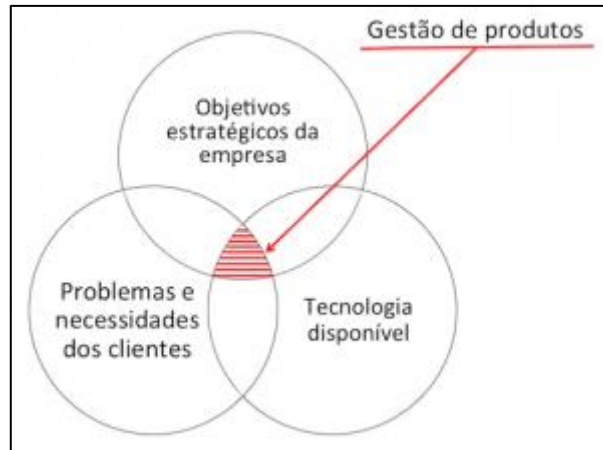 Gestão de produtos
Objetivos
estratégicos da
empresa
Problemas e
necessidades
dos clientes
Tecnologia
disponível